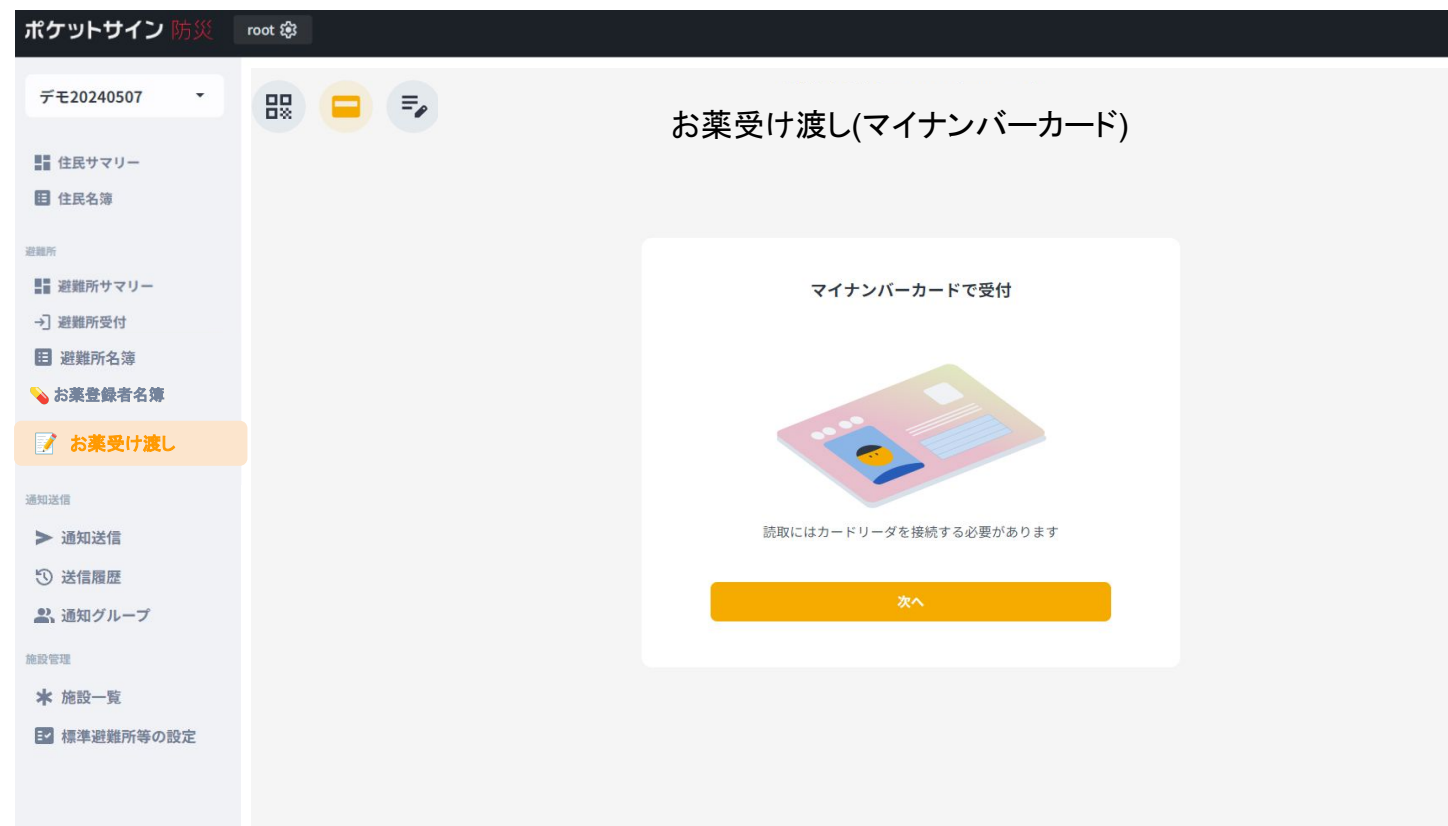 ポケットサイン 防災
root
デモ20240507
住民サマリー
住民名簿
避難所
避難所サマリー
避難所受付
避難所名簿
お薬登録者名簿
お薬受け渡し
通知送信
通知送信
送信履歴
通知グループ
施設管理
施設一覧
標準避難所等の設定
お薬受け渡し(マイナンバーカード)
マイナンバーカードで受付
読取にはカードリーダを接続する必要があります
次へ